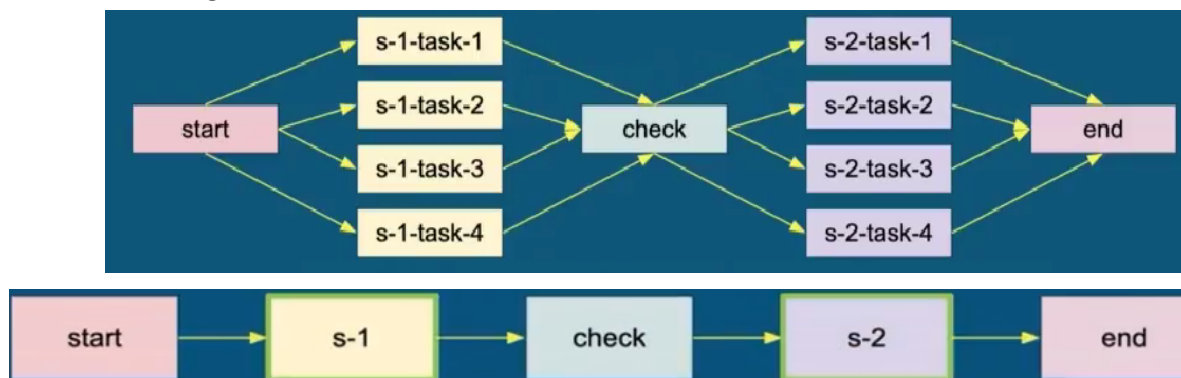 s-1-task-1
s-2-task-1
s-1-task-2
s-2-task-2
start
check
end
s-1-task-3
s-2-task-3
s-1-task-4
s-2-task-4
start
s-1
check
s-2
end